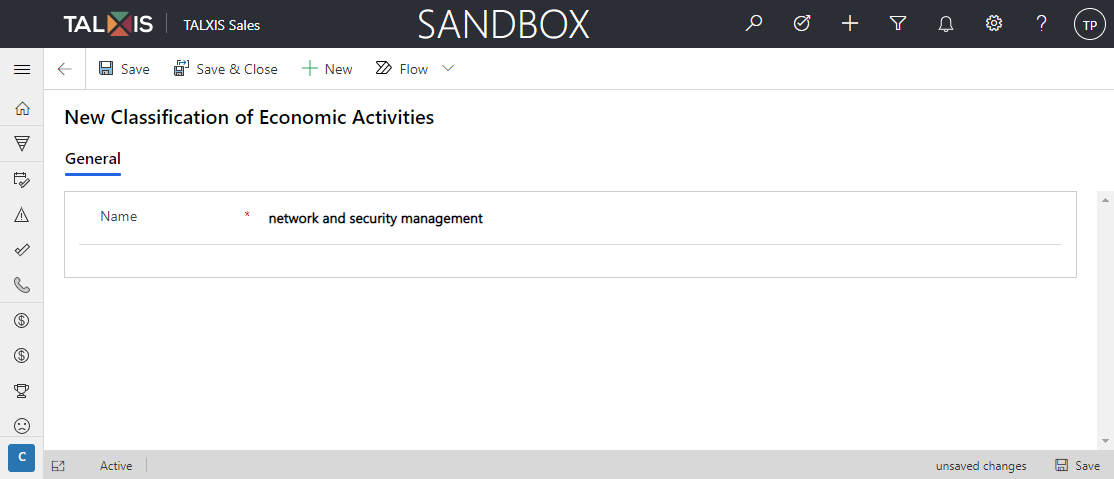 TALXIS TALXIS Sales SANDBOX ? TP
Save Save & Close New Flow
New Classification of Economic Activities
General
Name * network and security management
C
Active unsaved changes Save